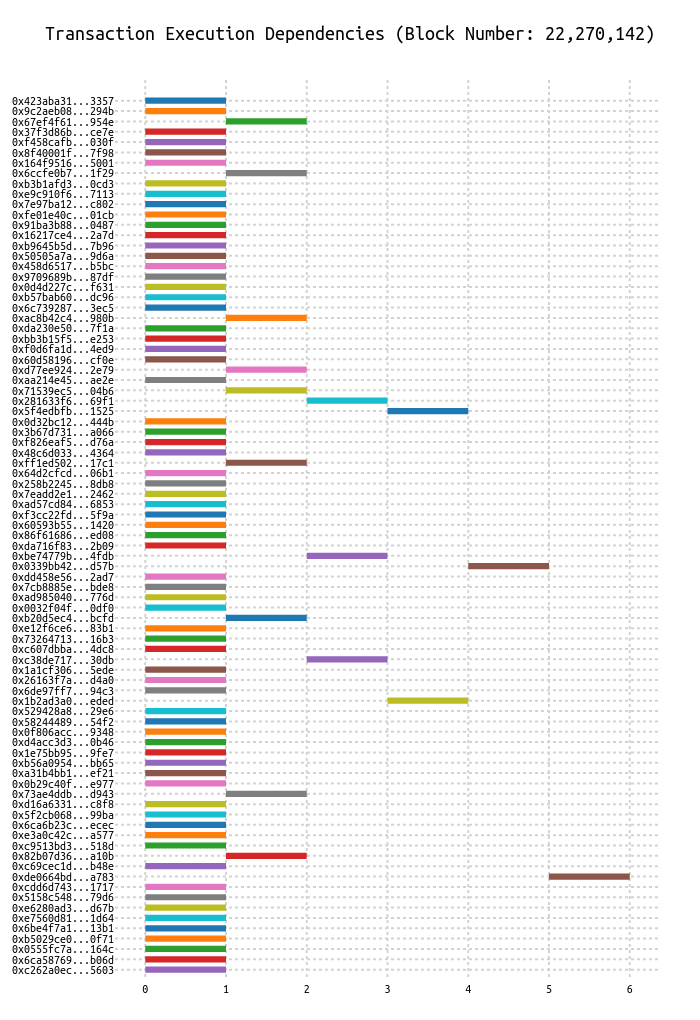 Transaction Execution Dependencies (Block Number: 22,270,142)
0x423aba31...3357
0x9c2aeb08...294b
0x67ef4f61...954e
0x37f3d86b...ce7e
0xf458cafb...030f
0x8f40001f...7f98
0x164f9516...5001
0x6ccfe0b7...1f29
0xb3b1afd3...0cd3
0xe9c910f6...7113
0x7e97ba12...c802
0xfe01e40c...01cb
0x91ba3b88...0487
0x16217ce4...2a7d
0xb9645b5d...7b96
0x50505a7a...9d6a
0x458d6517...b5bc
0x9709689b...87df
0x0d4d227c...f631
0xb57bab60...dc96
0x6c739287...3ec5
0xac8b42c4...980b
0xda230e50...7f1a
0xbb3b15f5...e253
0xf0d6fa1d...4ed9
0x60d58196...cf0e
0xd77ee924...2e79
0xaa214e45...ae2e
0x71539ec5...04b6
0x281633f6...69f1
0x5f4edbfb...1525
0x0d32bc12...444b
0x3b67d731...a066
0xf826eaf5...d76a
0x48c6d033...4364
0xff1ed502...17c1
0x64d2cfcd...06b1
0x258b2245...8db8
0x7eadd2e1...2462
0xad57cd84...6853
0xf3cc22fd...5f9a
0x60593b55...1420
0x86f61686...ed08
0xda716f83...2b09
0xbe74779b...4fdb
0x0339bb42...d57b
0xdd458e56...2ad7
0x7cb8885e...bde8
0xad985040...776d
0x0032f04f...0df0
0xb20d5ec4...bcfd
0xe12f6ce6...83b1
0x73264713...16b3
0xc607dbba...4dc8
0xc38de717...30db
0x1a1cf306...5ede
0x26163f7a...d4a0
0x6de97ff7...94c3
0x1b2ad3a0...eded
0x529428a8...29e6
0x58244489...54f2
0x0f806acc...9348
0xd4acc3d3...0b46
0x1e75bb95...9fe7
0xb56a0954...bb65
0xa31b4bb1...ef21
0x0b29c40f...e977
0x73ae4ddb...d943
0xd16a6331...c8f8
0x5f2cb068...99ba
0x6ca6b23c...ecec
0xe3a0c42c...a577
0xc9513bd3...518d
0x82b07d36...a10b
0xc69cec1d...b48e
0xde0664bd...a783
0xcdd6d743...1717
0x5158c548...79d6
0xe6280ad3...d67b
0xe7560d81...1d64
0x6be4f7a1...13b1
0xb5029ce0...0f71
0x0555fc7a...164c
0x6ca58769...b06d
0xc262a0ec...5603
0 1 2 3 4 5 6